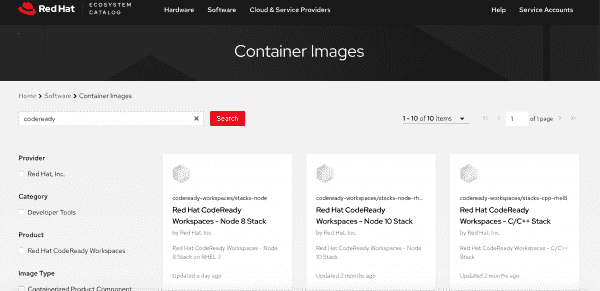 Red Hat
ECOSYSTEM
CATALOG
Hardware Software Cloud & Service Providers Help Service Accounts
Container Images
Home > Software > Container Images
codeready
Search
1 - 10 of 10 items
1 of 1 page
Provider
Red Hat, Inc.
Category
Developer Tools
Product
Red Hat CodeReady Workspaces
Image Type
Containerized Product Component
codeready-workspaces/stacks-node
Red Hat CodeReady
Workspaces - Node 8 Stack
by Red Hat, Inc.
Red Hat CodeReady Workspaces - Node
8 Stack on RHEL 7
Updated a day ago
codeready-workspaces/stacks-node-rh...
Red Hat CodeReady
Workspaces - Node 10 Stack
by Red Hat, Inc.
Red Hat CodeReady Workspaces - Node
10 Stack
Updated 2 months ago
codeready-workspaces/stacks-cpp-rhel8
Red Hat CodeReady
Workspaces - C/C++ Stack
by Red Hat, Inc.
Red Hat CodeReady Workspaces - C/C++
Stack
Updated 2 months ago